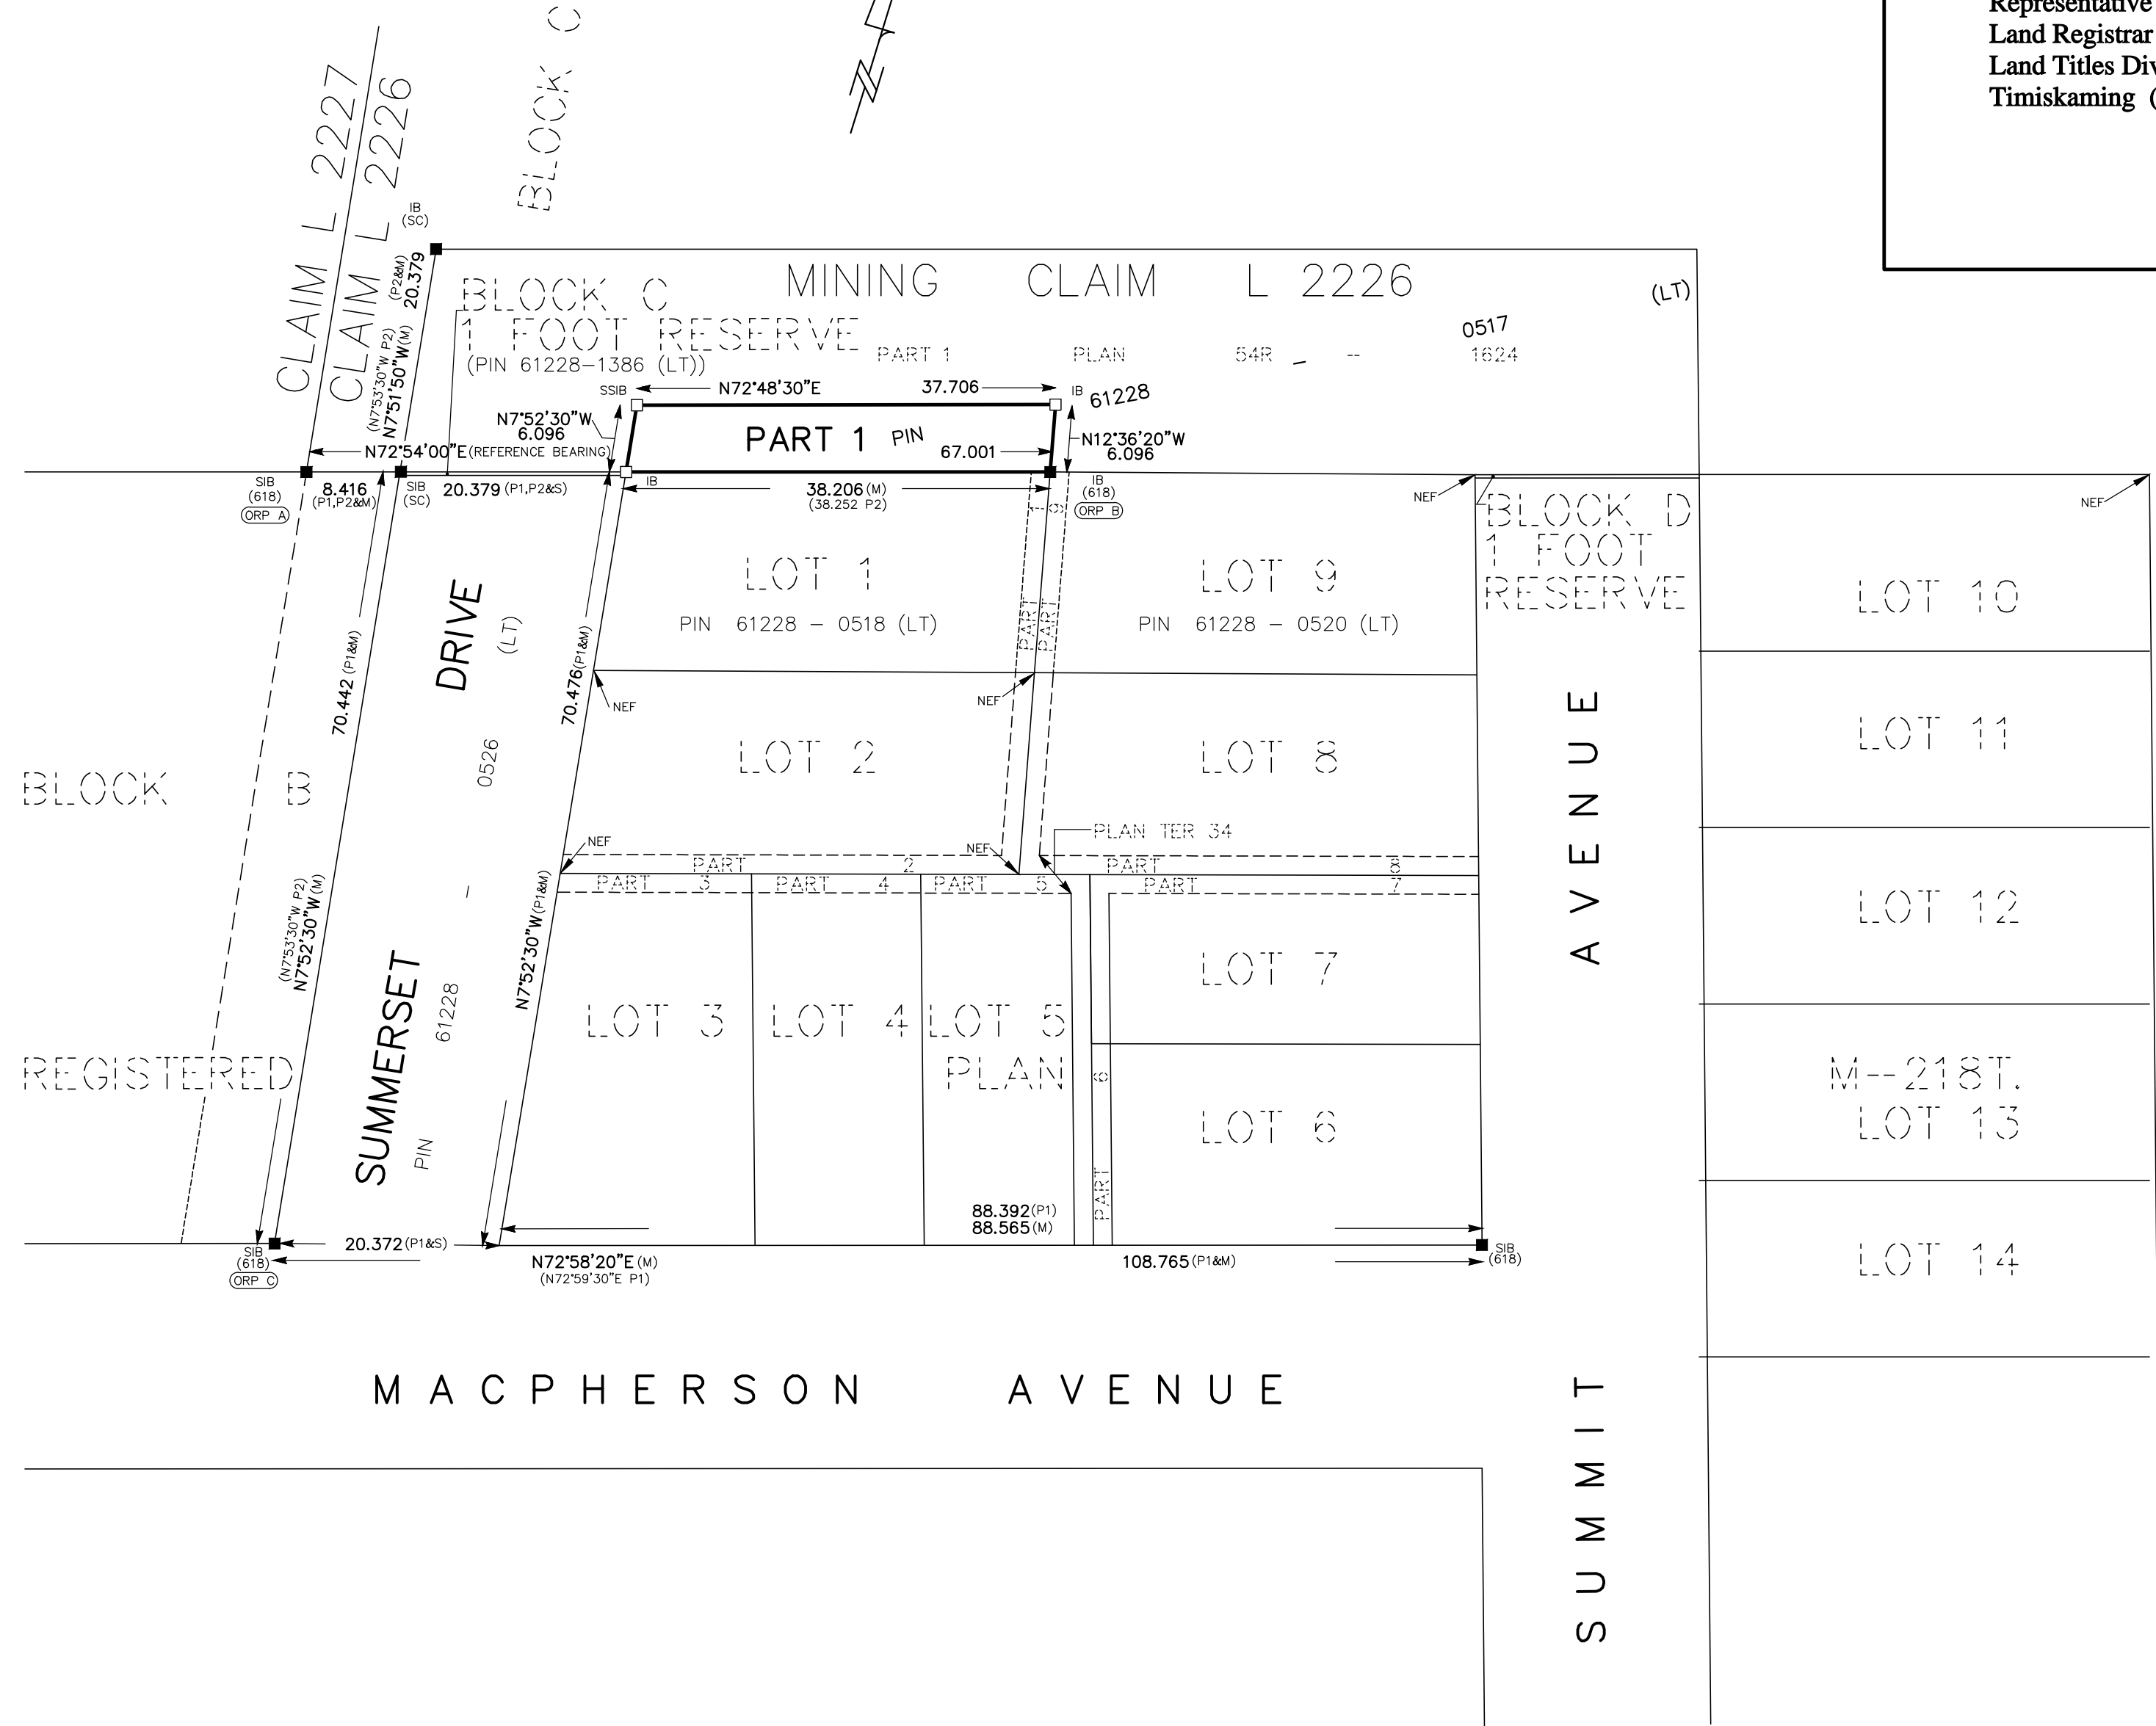 Representative
Land Registrar
Land Titles Div
Timiskaming (
CLAIM L 2227
CLAIM L 2226
BLOCK C
IB
(SC)
(P2&M)
20.379
(N7°53'30"W P2)
N7°51'50"W(M)
BLOCK C
1 FOOT RESERVE
(PIN 61228-1386 (LT))
MINING CLAIM L 2226
(LT)
0517
PART 1 PLAN 54R -- 1624
SSIB
N72°48'30"E 37.706
IB
61228
N7°52'30"W
6.096
PART 1 PIN
67.001
N12°36'20"W
6.096
N72°54'00"E(REFERENCE BEARING)
SIB
(618)
ORP A
8.416
(P1,P2&M)
SIB
(SC)
20.379 (P1,P2&S)
IB
38.206 (M)
(38.252 P2)
IB
(618)
ORP B
NEF
NEF
BLOCK D
1 FOOT
RESERVE
LOT 1
PIN 61228 - 0518 (LT)
PART 1
PART 9
LOT 9
PIN 61228 - 0520 (LT)
LOT 10
70.442 (P1&M)
DRIVE
(LT)
70.476(P1&M)
NEF
NEF
LOT 2
LOT 8
LOT 11
BLOCK B
0526
-
AVENUE
NEF
NEF
PLAN TER 34
PART 2
PART 8
PART 3
PART 4
PART 5
PART 7
(N7°53'30"W P2)
N7°52'30"W(M)
N7°52'30"W(P1&M)
LOT 12
SUMMERSET
61228
PIN
LOT 3
LOT 4
LOT 5
LOT 7
REGISTERED
PLAN
M--218T.
PART 6
LOT 6
LOT 13
88.392(P1)
88.565(M)
SIB
(618)
ORP C
20.372(P1&S)
N72°58'20"E(M)
(N72°59'30"E P1)
108.765(P1&M)
SIB
(618)
LOT 14
MACPHERSON AVENUE
SUMMIT